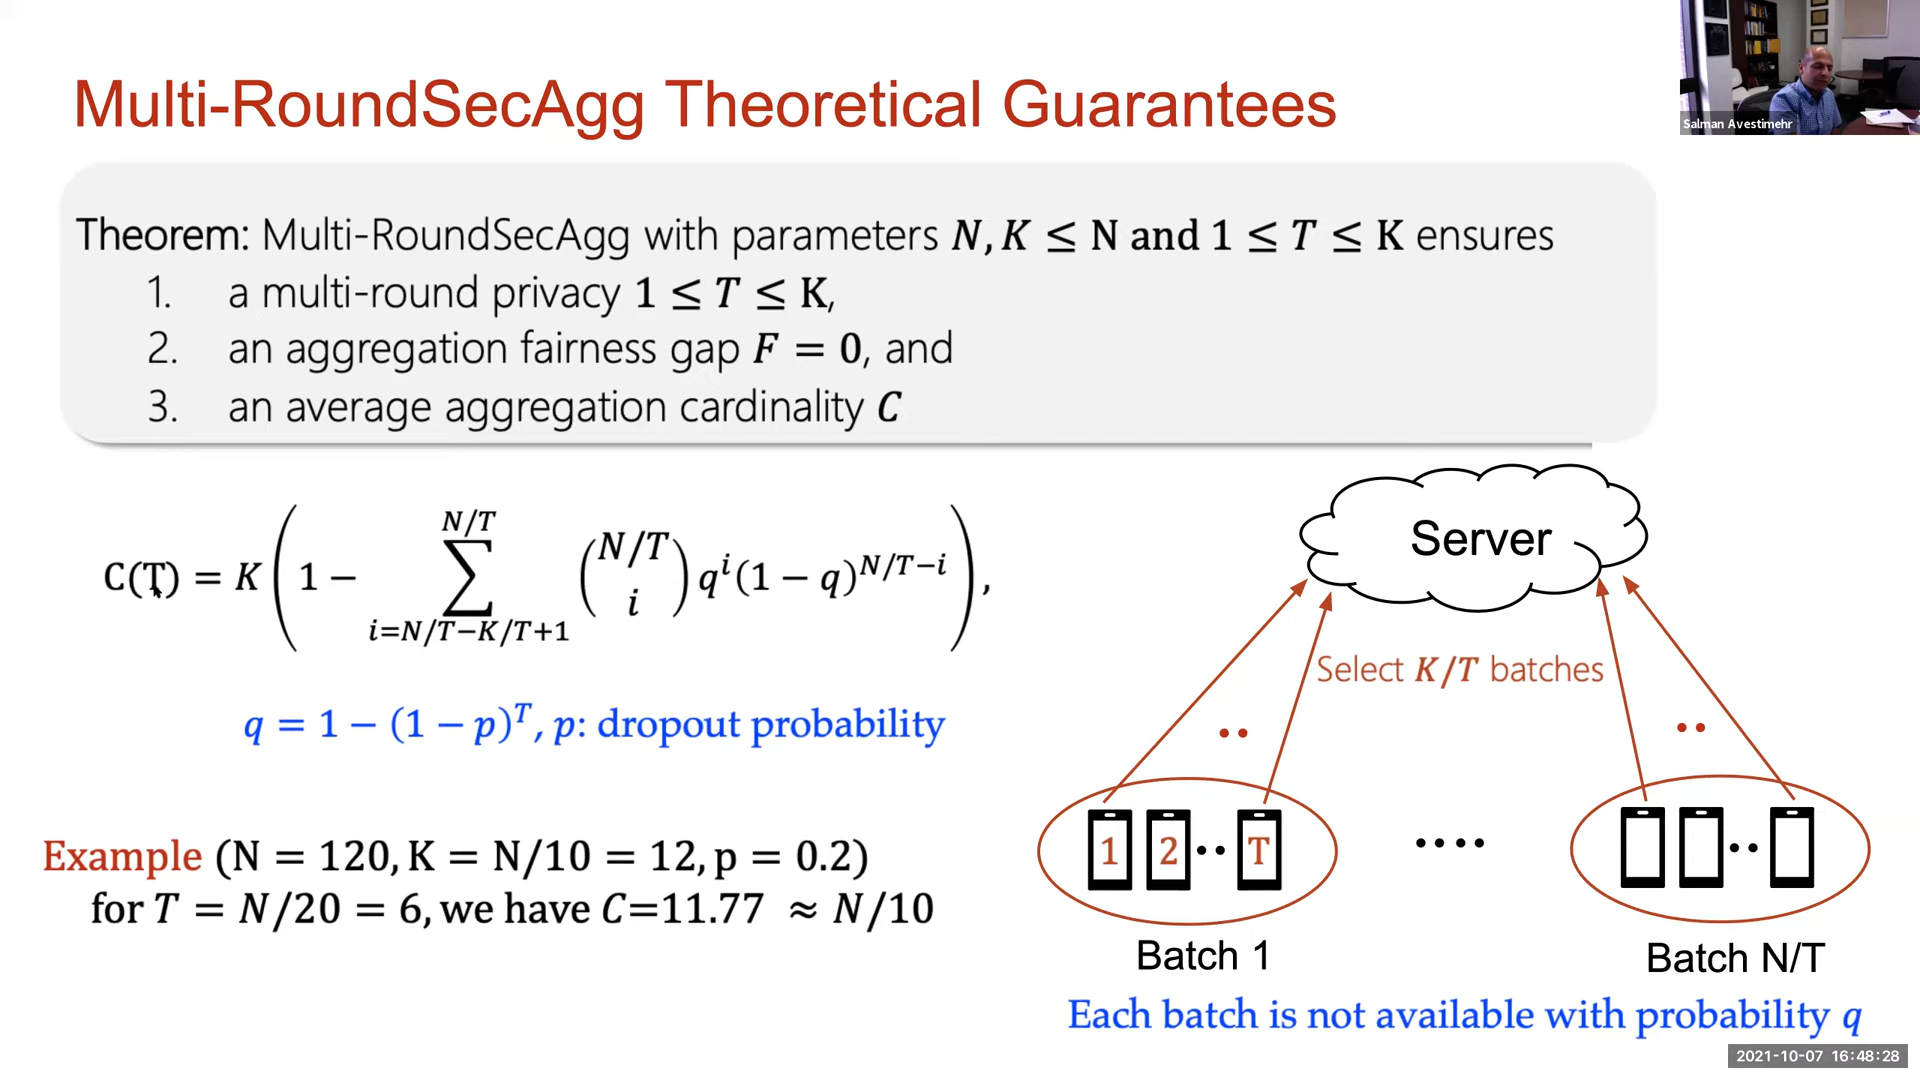 Multi-RoundSecAgg Theoretical Guarantees
Salman Avestimehr
Theorem: Multi-RoundSecAgg with parameters N, K ≤ N and 1 ≤ T ≤ K ensures
1. a multi-round privacy 1 ≤ T ≤ K,
2. an aggregation fairness gap F = 0, and
3. an average aggregation cardinality C
C(T) = K(1 − ∑_{i=N/T−K/T+1}^{N/T} (N/T choose i) q^i(1 − q)^{N/T−i}),
q = 1 − (1 − p)^T, p: dropout probability
Example (N = 120, K = N/10 = 12, p = 0.2)
for T = N/20 = 6, we have C=11.77 ≈ N/10
Server
Select K/T batches
1 2 •• T
Batch 1
Batch N/T
Each batch is not available with probability q
2021-10-07 16:48:28